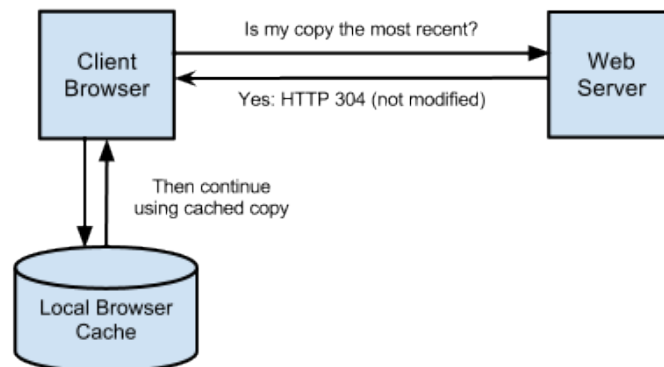 Client
Browser
Is my copy the most recent?
Web
Server
Yes: HTTP 304 (not modified)
Then continue
using cached copy
Local Browser
Cache